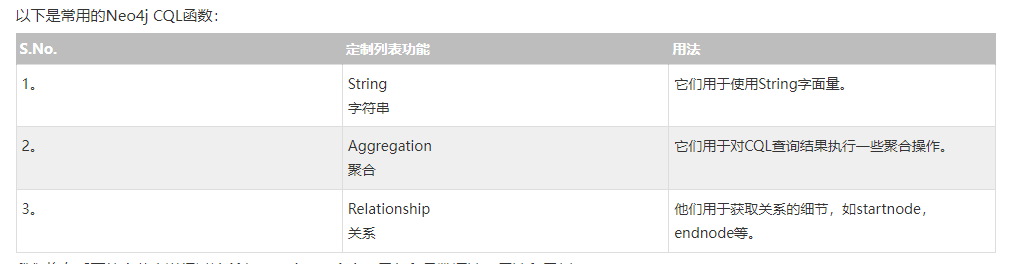 以下是常用的Neo4j CQL函数：
S.No. 定制列表功能 用法
1。 String 它们用于使用String字面量。
字符串
2。 Aggregation 它们用于对CQL查询结果执行一些聚合操作。
聚合
3。 Relationship 他们用于获取关系的细节，如startnode，
关系 endnode等。